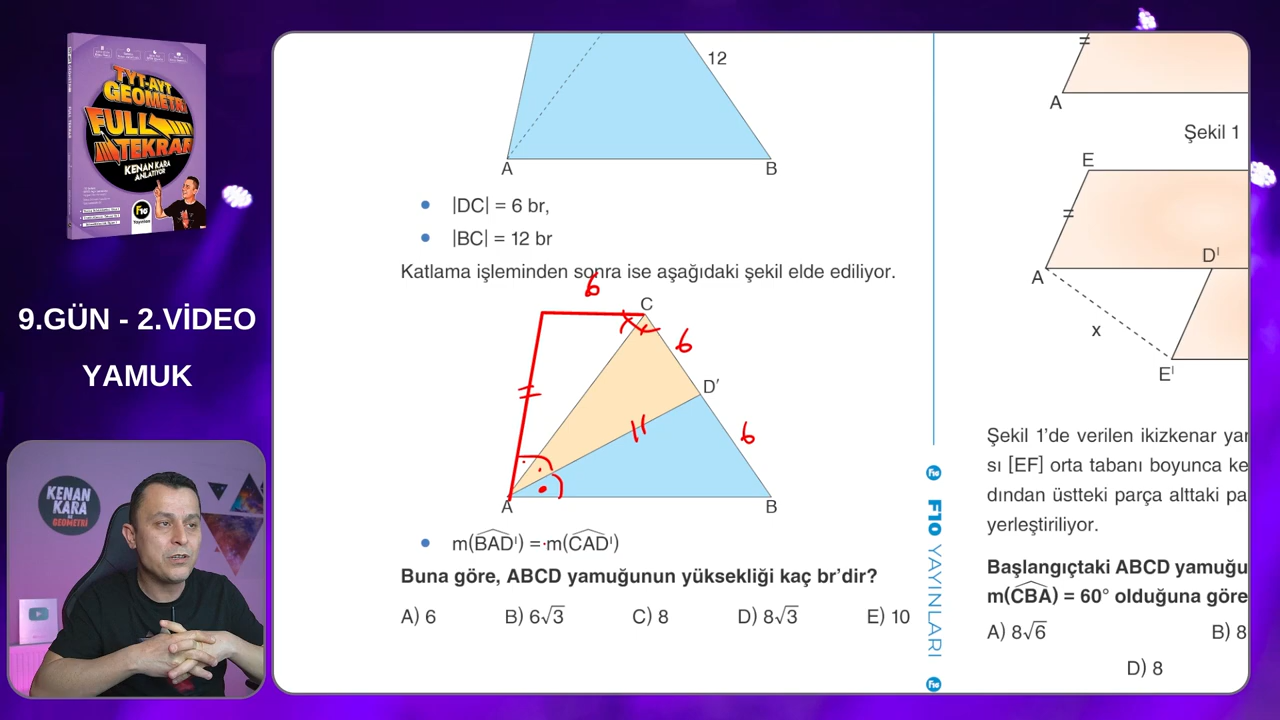 TYT-AYT
GEOMETRİ
FULL
TEKRAR
KENAN KARA
ANLATIYOR
F10
9.GÜN - 2.VİDEO
YAMUK
KENAN
KARA
ile
GEOMETRİ
12
A
B
|DC| = 6 br,
|BC| = 12 br
Katlama işleminden sonra ise aşağıdaki şekil elde ediliyor.
6
C
6
D'
11
6
A
B
m(BAD') = m(CAD')
Buna göre, ABCD yamuğunun yüksekliği kaç br'dir?
A) 6
B) 6√3
C) 8
D) 8√3
E) 10
F10 YAYINLARI
=
A
Şekil 1
E
=
A
D'
x
E'
Şekil 1'de verilen ikizkenar yar
sı [EF] orta tabanı boyunca ke
dından üstteki parça alttaki pa
yerleştiriliyor.
Başlangıçtaki ABCD yamuğu
m(CBA) = 60° olduğuna göre
A) 8√6
B) 8
D) 8